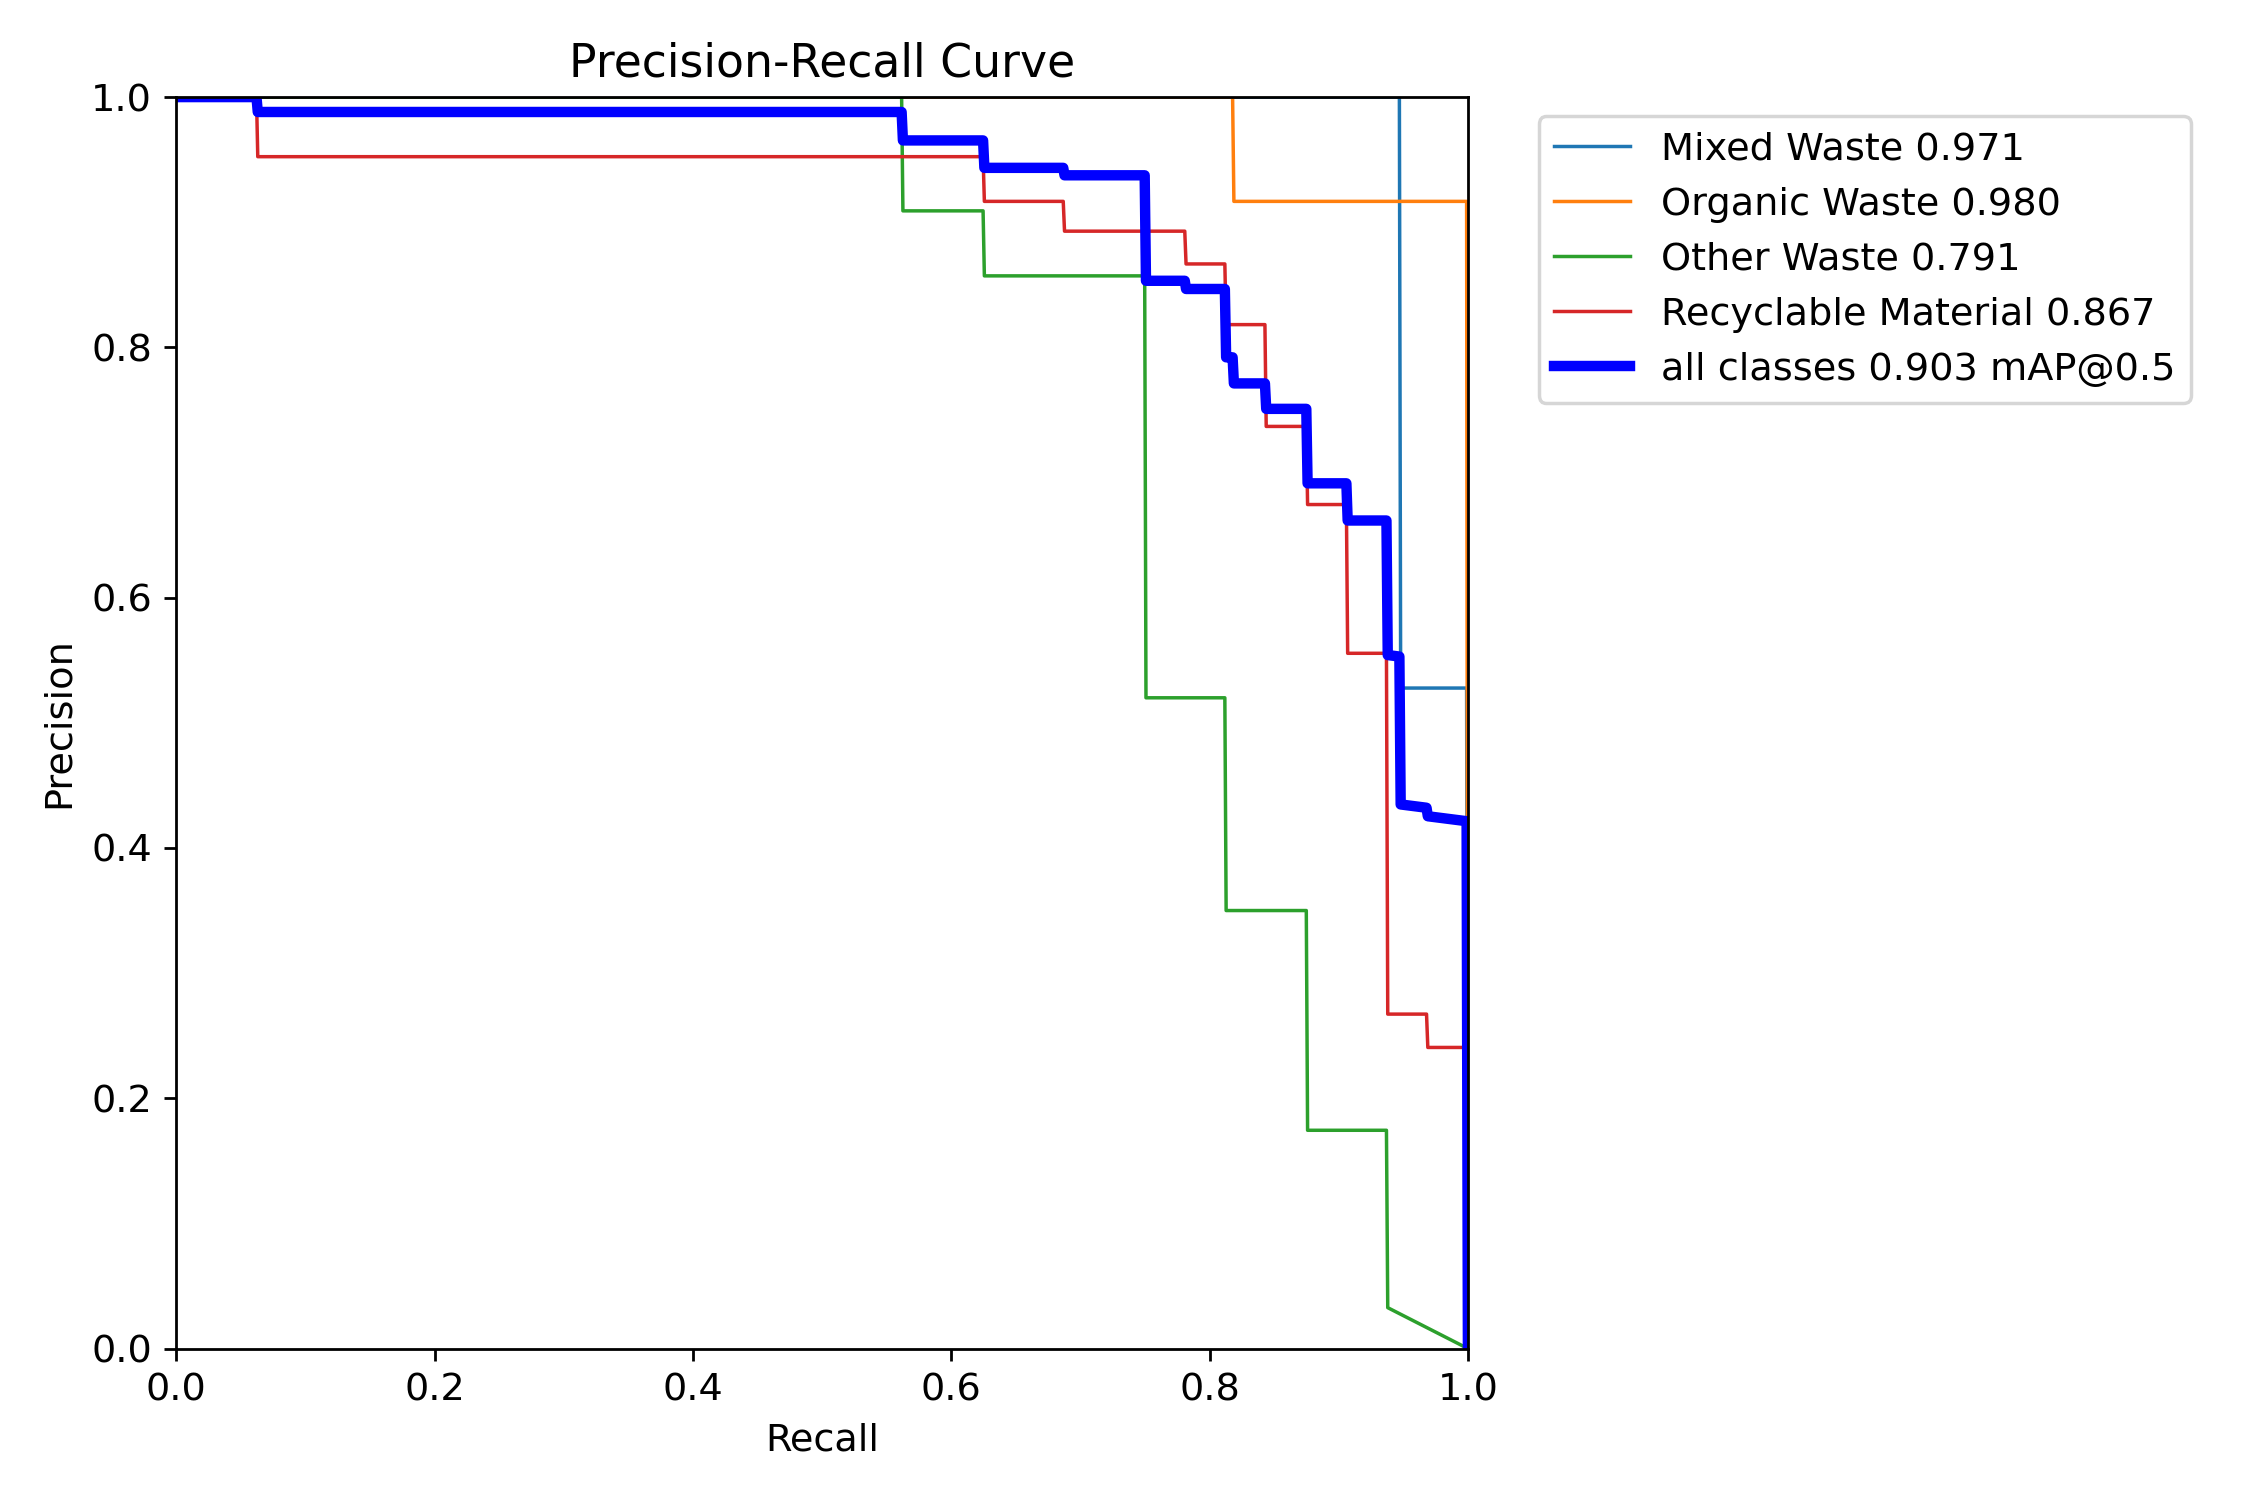 Precision-Recall Curve
1.0
0.8
0.6
0.4
0.2
0.0
Precision
0.0 0.2 0.4 0.6 0.8 1.0
Recall
Mixed Waste 0.971
Organic Waste 0.980
Other Waste 0.791
Recyclable Material 0.867
all classes 0.903 mAP@0.5